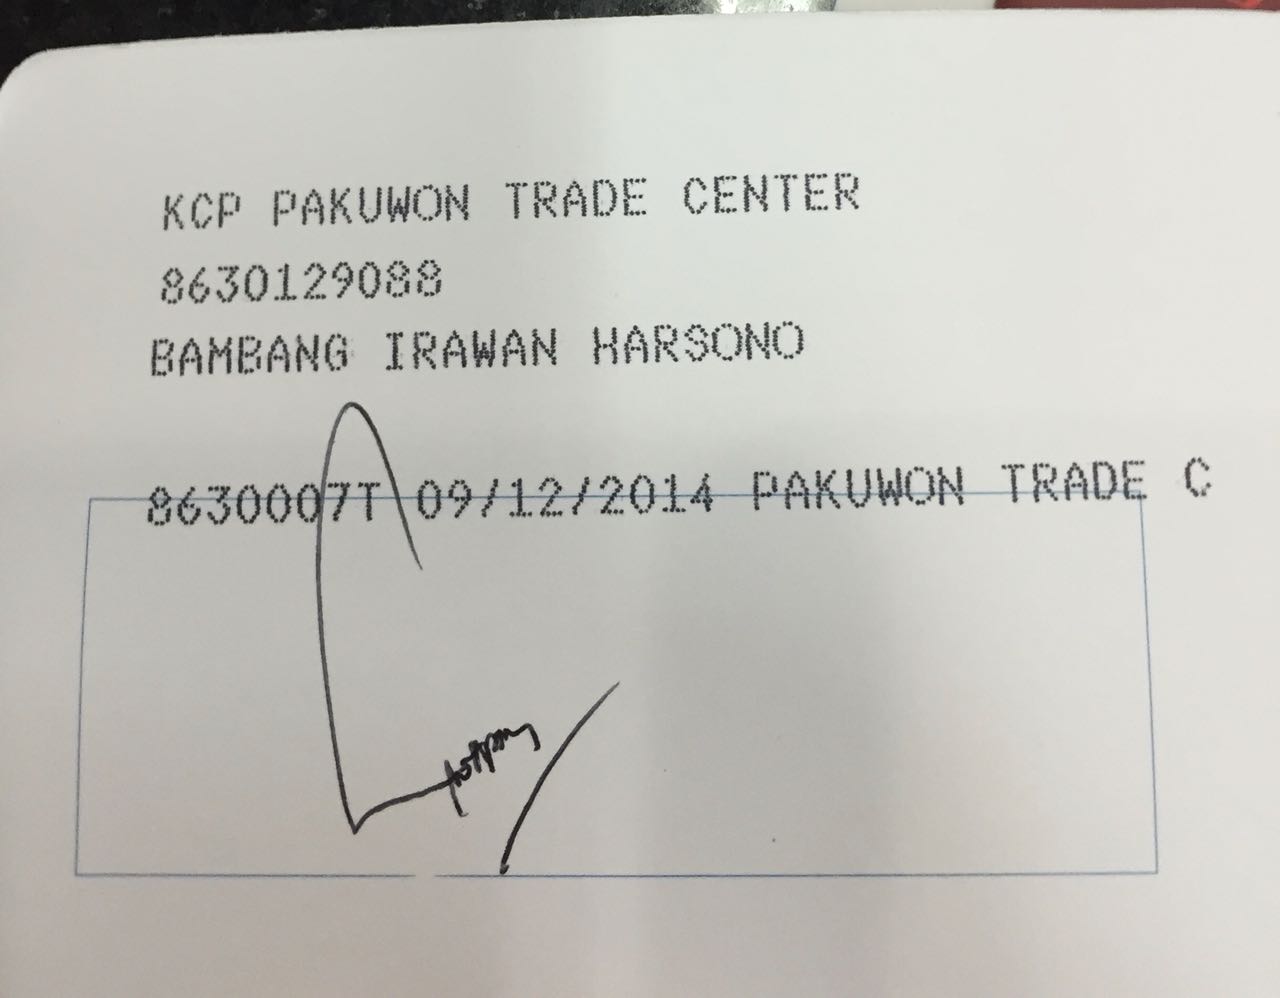 KCP PAKUWON TRADE CENTER
8630129088
BAMBANG IRAWAN HARSONO
8630007T 09/12/2014 PAKUWON TRADE C